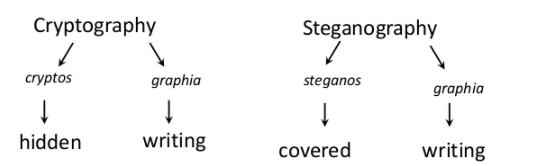 Cryptography
cryptos graphia
hidden writing
Steganography
steganos graphia
covered writing